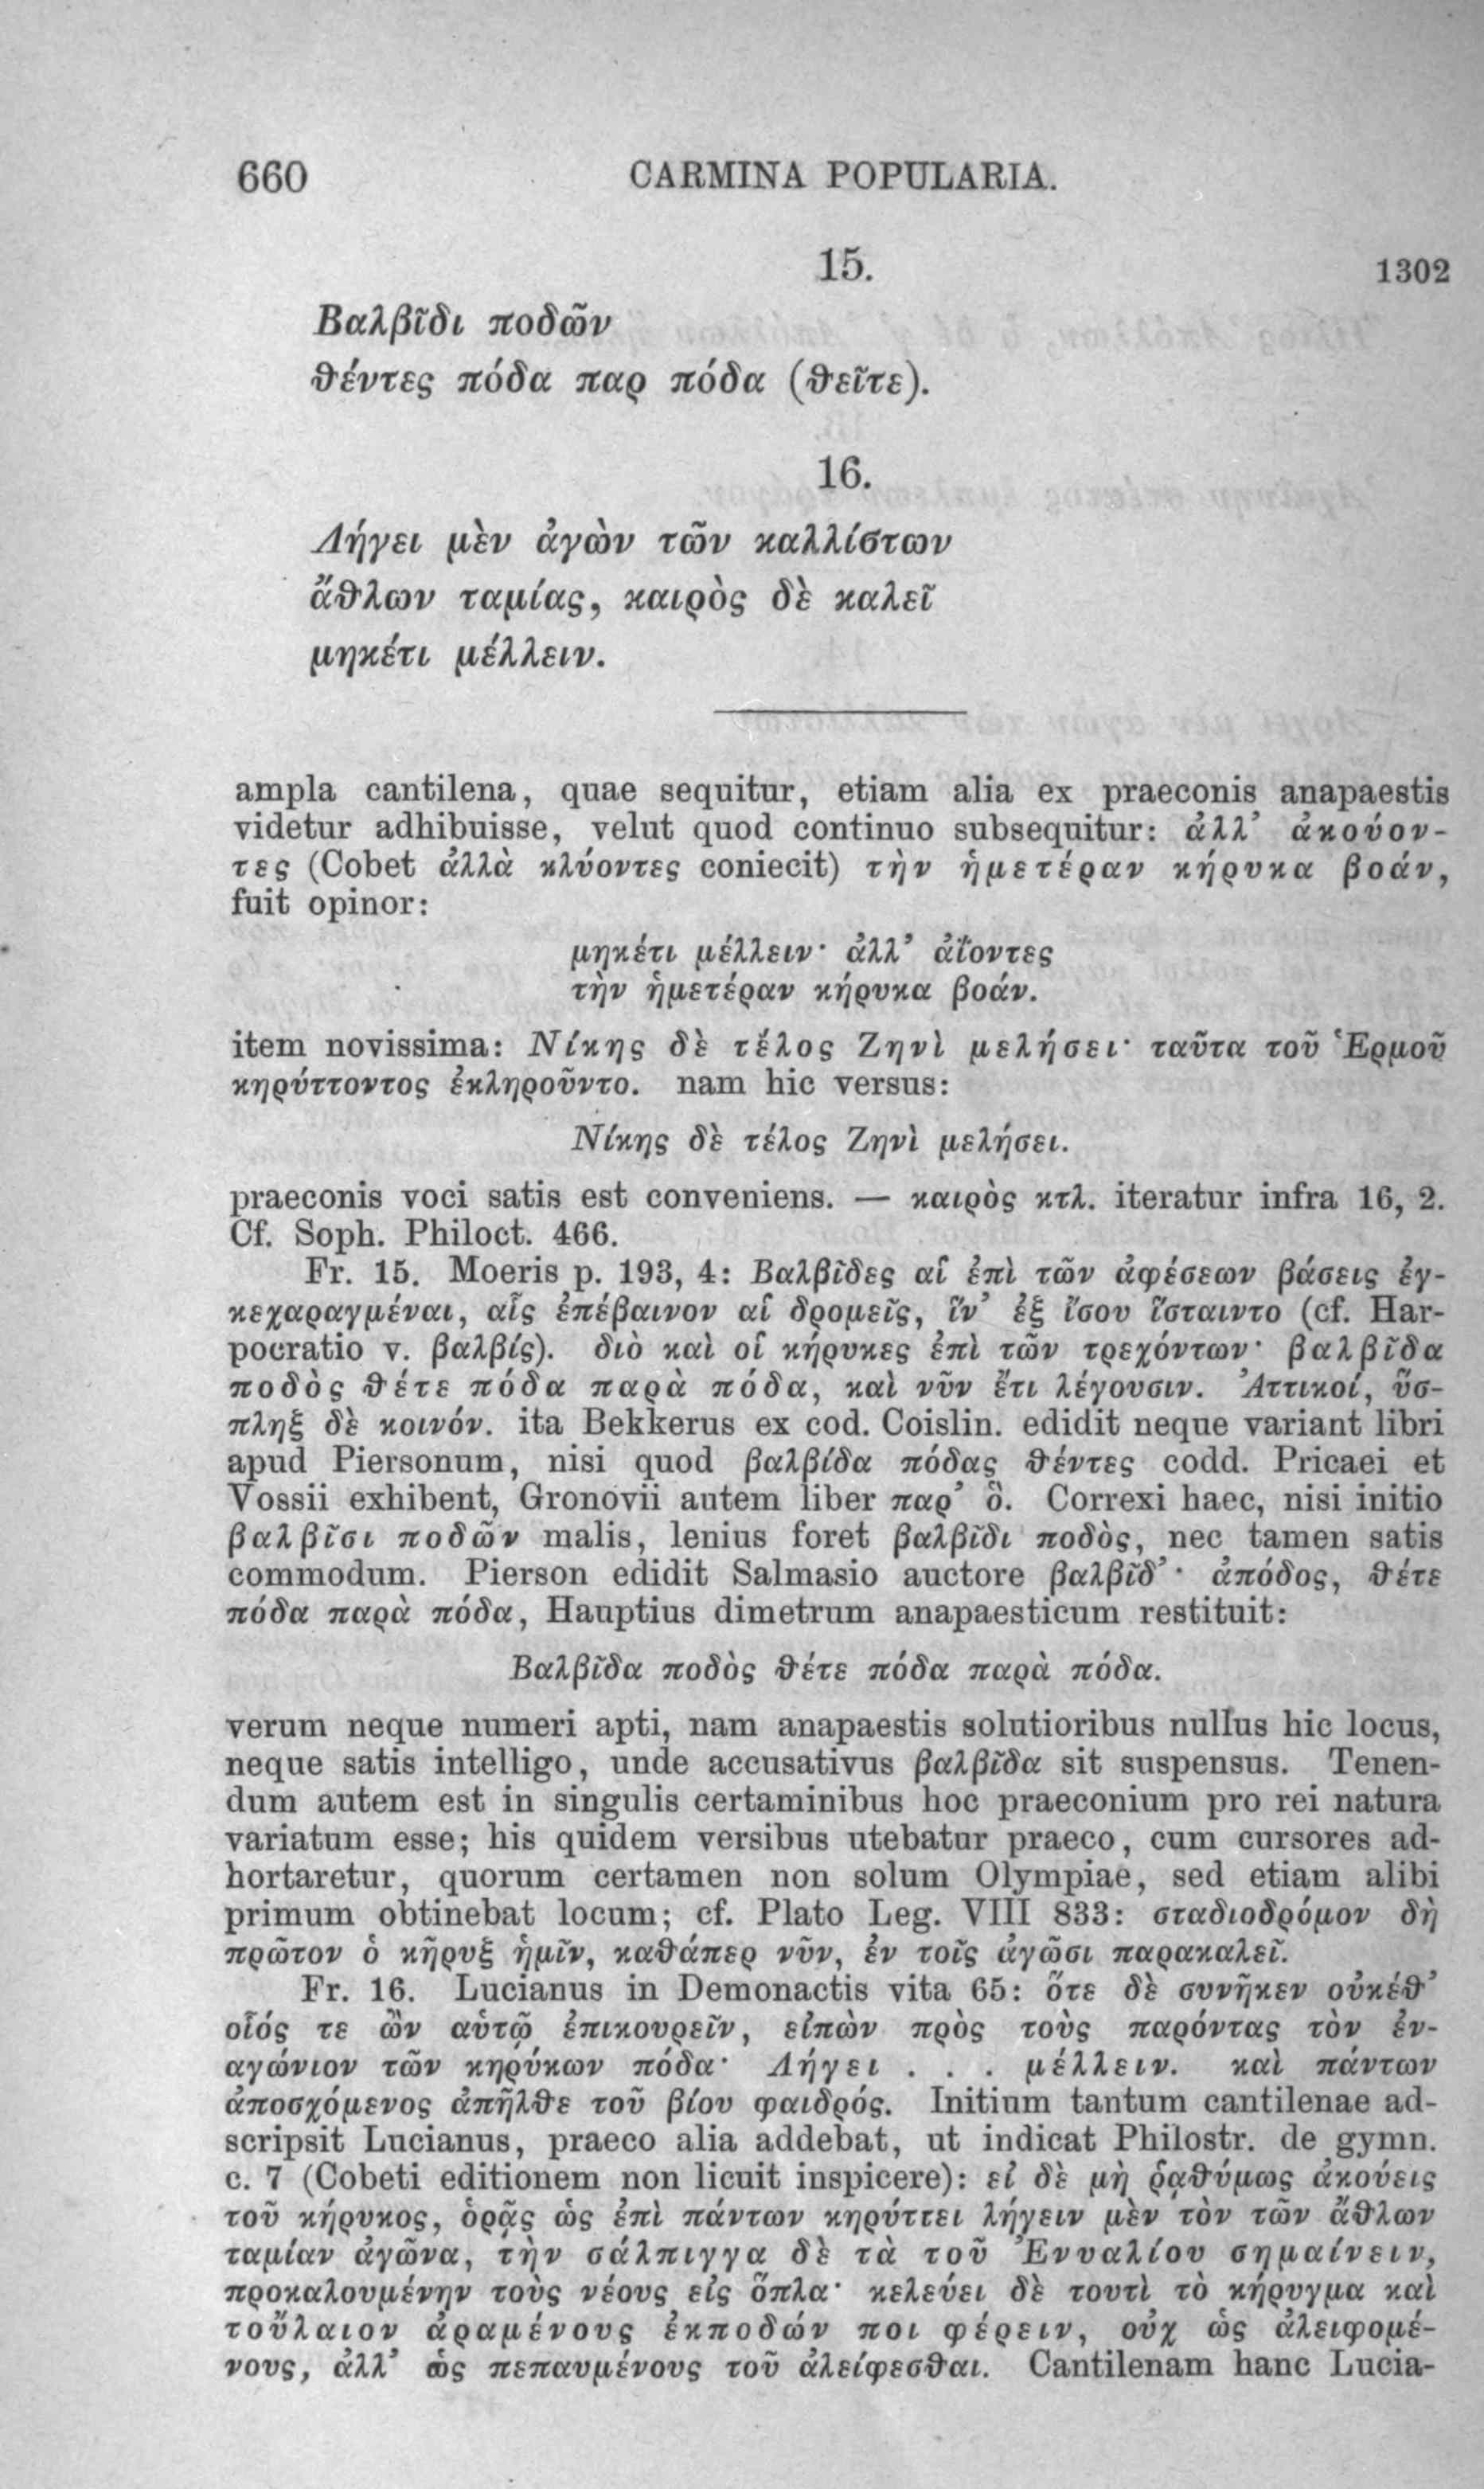 660 CARMINA POPULARIA.
15. 1302
Βαλβῖδι ποδῶν
θέντες πόδα παρ πόδα (θεῖτε).
16.
Λήγει μὲν ἀγὼν τῶν καλλίστων
ἄθλων ταμίας, καιρὸς δὲ καλεῖ
μηκέτι μέλλειν.
ampla cantilena, quae sequitur, etiam alia ex praeconis anapaestis
videtur adhibuisse, velut quod continuo subsequitur: ἀλλ’ ἀκούον-
τες (Cobet ἀλλὰ κλύοντες coniecit) τὴν ἡμετέραν κήρυκα βοάν,
fuit opinor:
μηκέτι μέλλειν· ἀλλ’ ἀΐοντες
τὴν ἡμετέραν κήρυκα βοάν.
item novissima: Νίκης δὲ τέλος Ζηνὶ μελήσει· ταῦτα τοῦ Ἑρμοῦ
κηρύττοντος ἐκληροῦντο. nam hic versus:
Νίκης δὲ τέλος Ζηνὶ μελήσει.
praeconis voci satis est conveniens. — καιρὸς κτλ. iteratur infra 16, 2.
Cf. Soph. Philoct. 466.
Fr. 15. Moeris p. 193, 4: Βαλβῖδες αἱ ἐπὶ τῶν ἀφέσεων βάσεις ἐγ-
κεχαραγμέναι, αἷς ἐπέβαινον αἱ δρομεῖς, ἵν’ ἐξ ἴσου ἵσταιντο (cf. Har-
pocratio v. βαλβίς). διὸ καὶ οἱ κήρυκες ἐπὶ τῶν τρεχόντων· βαλβῖδα
ποδὸς θέτε πόδα παρὰ πόδα, καὶ νῦν ἔτι λέγουσιν. Ἀττικοί, ὕσ-
πληξ δὲ κοινόν. ita Bekkerus ex cod. Coislin. edidit neque variant libri
apud Piersonum, nisi quod βαλβίδα πόδας θέντες codd. Pricaei et
Vossii exhibent, Gronovii autem liber παρ’ ὃ. Correxi haec, nisi initio
βαλβῖσι ποδῶν malis, lenius foret βαλβῖδι ποδὸς, nec tamen satis
commodum. Pierson edidit Salmasio auctore βαλβῖδ’· ἀπόδος, θέτε
πόδα παρὰ πόδα, Hauptius dimetrum anapaesticum restituit:
Βαλβῖδα ποδὸς θέτε πόδα παρὰ πόδα.
verum neque numeri apti, nam anapaestis solutioribus nullus hic locus,
neque satis intelligo, unde accusativus βαλβῖδα sit suspensus. Tenen-
dum autem est in singulis certaminibus hoc praeconium pro rei natura
variatum esse; his quidem versibus utebatur praeco, cum cursores ad-
hortaretur, quorum certamen non solum Olympiae, sed etiam alibi
primum obtinebat locum; cf. Plato Leg. VIII 833: σταδιοδρόμον δὴ
πρῶτον ὁ κῆρυξ ἡμῖν, καθάπερ νῦν, ἐν τοῖς ἀγῶσι παρακαλεῖ.
Fr. 16. Lucianus in Demonactis vita 65: ὅτε δὲ συνῆκεν οὐκέθ’
οἷός τε ὢν αὑτῷ ἐπικουρεῖν, εἰπὼν πρὸς τοὺς παρόντας τὸν ἐν-
αγώνιον τῶν κηρύκων πόδα· Λήγει . . . μέλλειν. καὶ πάντων
ἀποσχόμενος ἀπῆλθε τοῦ βίου φαιδρός. Initium tantum cantilenae ad-
scripsit Lucianus, praeco alia addebat, ut indicat Philostr. de gymn.
c. 7 (Cobeti editionem non licuit inspicere): εἰ δὲ μὴ ῥᾳθύμως ἀκούεις
τοῦ κήρυκος, ὁρᾷς ὡς ἐπὶ πάντων κηρύττει λήγειν μὲν τὸν τῶν ἄθλων
ταμίαν ἀγῶνα, τὴν σάλπιγγα δὲ τὰ τοῦ Ἐνυαλίου σημαίνειν,
προκαλουμένην τοὺς νέους εἰς ὅπλα· κελεύει δὲ τουτὶ τὸ κήρυγμα καὶ
τοὔλαιον ἀραμένους ἐκποδών ποι φέρειν, οὐχ ὡς ἀλειφομέ-
νους, ἀλλ’ ὡς πεπαυμένους τοῦ ἀλείφεσθαι. Cantilenam hanc Lucia-